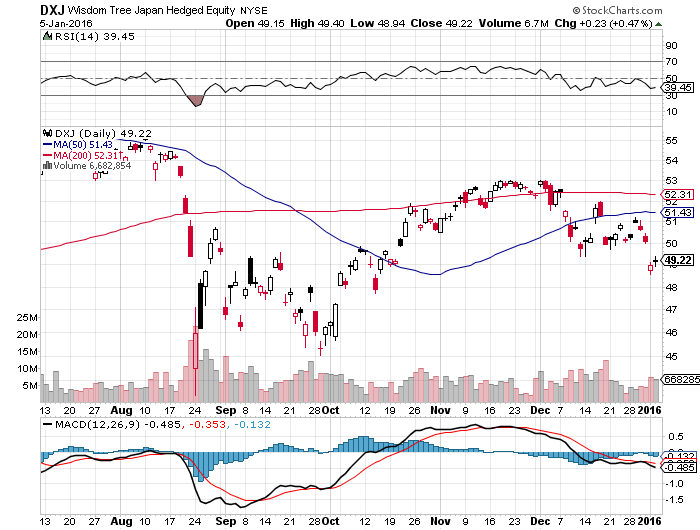 DXJ Wisdom Tree Japan Hedged Equity NYSE © StockCharts.com
5-Jan-2016 Open 49.15 High 49.40 Low 48.94 Close 49.22 Volume 6.7M Chg +0.23 (+0.47%)
RSI(14) 39.45
90
70
50
39.45
30
10
DXJ (Daily) 49.22
MA(50) 51.43
MA(200) 52.31
Volume 6,682,854
55
54
53
52.31
52
51.43
50
49.22
49
48
47
46
45
44
43
25M
20M
15M
10M
5M
668285
13 20 27 Aug 10 17 24 Sep 8 14 21 28 Oct 12 19 26 Nov 9 16 23 Dec 7 14 21 28 2016
MACD(12,26,9) -0.485, -0.353, -0.132
0.5
0.0
-0.132
-0.485
-1.0
-1.5
13 20 27 Aug 10 17 24 Sep 8 14 21 28 Oct 12 19 26 Nov 9 16 23 Dec 7 14 21 28 2016